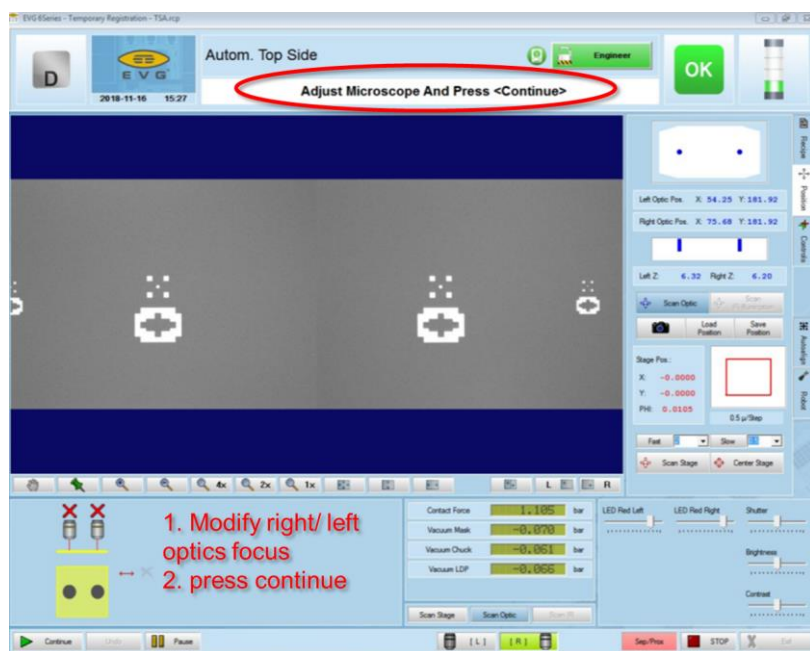 EVG 6Series - Temporary Registration - TSA.rcp
D
EVG
2018-11-16 15:27
Autom. Top Side
Engineer
OK
Adjust Microscope And Press <Continue>
Recipe
Position
Controls
Autoalign
Robot
Left Optic Pos. X: 54.25 Y:181.92
Right Optic Pos. X: 75.68 Y:181.92
Left Z: 6.32 Right Z: 6.20
Scan Optic
Scan
Load Position
Save Position
Stage Pos.:
X: -0.0000
Y: -0.0000
PHI: 0.0105
0.5 µ/Step
Fast
Slow
Scan Stage
Center Stage
4x
2x
1x
L
R
1. Modify right/ left
optics focus
2. press continue
Contact Force 1.105 bar
Vacuum Mask -0.070 bar
Vacuum Chuck -0.061 bar
Vacuum LDP -0.066 bar
Scan Stage
Scan Optic
Scan IR
LED Red Left
LED Red Right
Shutter
Brightness
Contrast
Continue
Undo
Pause
[L]
[R]
Sep/Prox
STOP
Exit